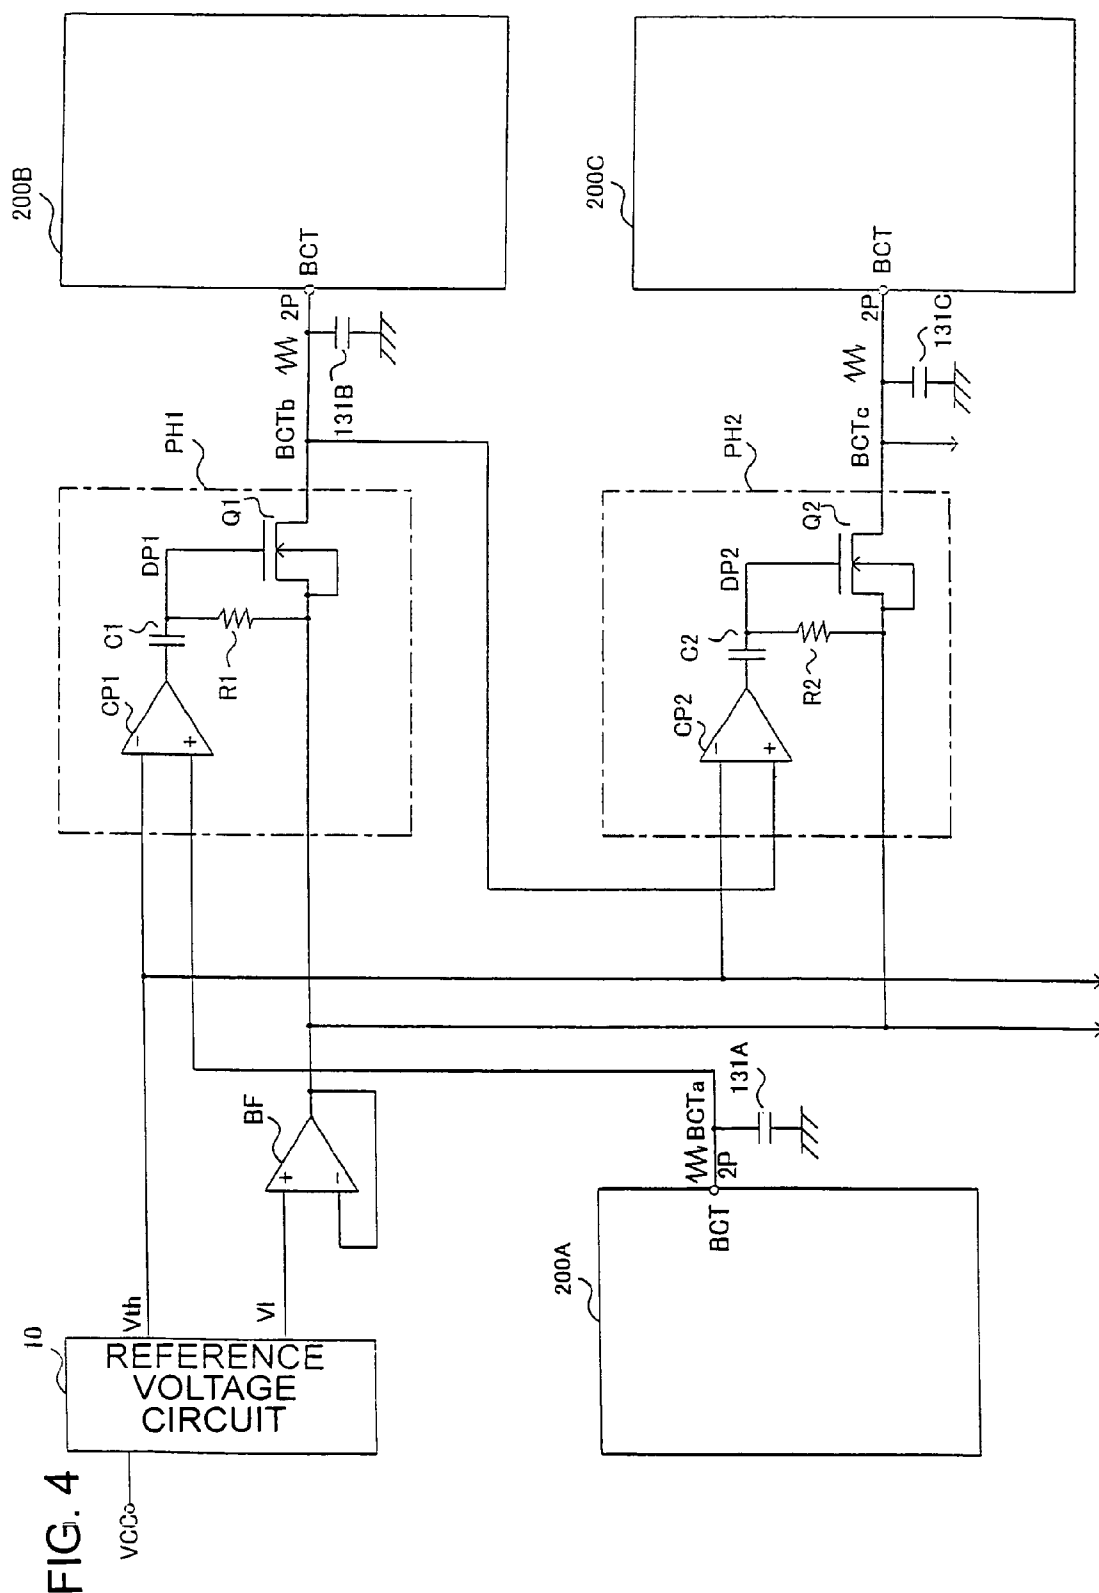 FIG. 4
VCC
10
REFERENCE
VOLTAGE
CIRCUIT
Vth
VI
BF
+
-
CP1
-
+
C1
R1
DP1
Q1
PH1
BCTb
131B
2P
BCT
200B
200A
BCT
2P
BCTa
131A
CP2
-
+
C2
R2
DP2
Q2
PH2
BCTc
131C
2P
BCT
200C